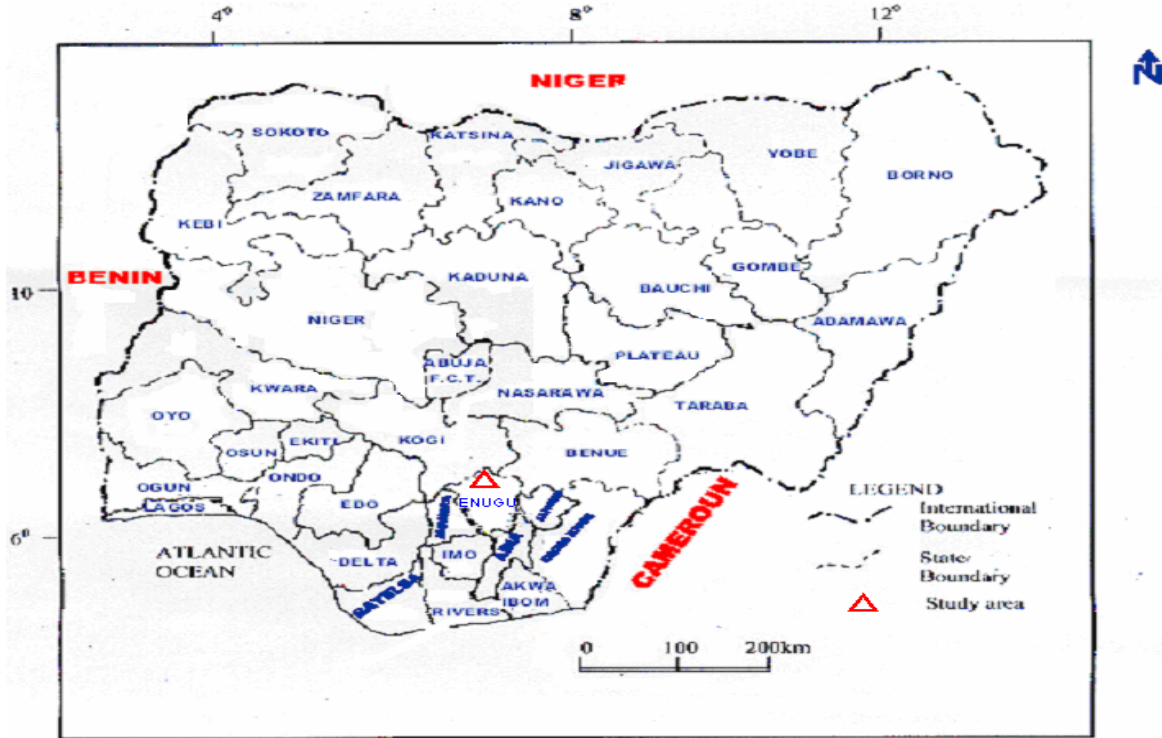 4°
8°
12°
N
NIGER
SOKOTO
KATSINA
YOBE
JIGAWA
BORNO
ZAMFARA
KANO
KEBI
BENIN
KADUNA
GOMBE
BAUCHI
10
NIGER
ADAMAWA
PLATEAU
ABUJA
F.C.T.
KWARA
NASARAWA
TARABA
OYO
EKITI
KOGI
OSUN
BENUE
ONDO
OGUN
LAGOS
EDO
ENUGU
CAMEROUN
LEGEND
International
Boundary
State/
Boundary
Study area
6°
ATLANTIC
OCEAN
DELTA
IMO
BAYELSA
RIVERS
AKWA
IBOM
0 100 200km